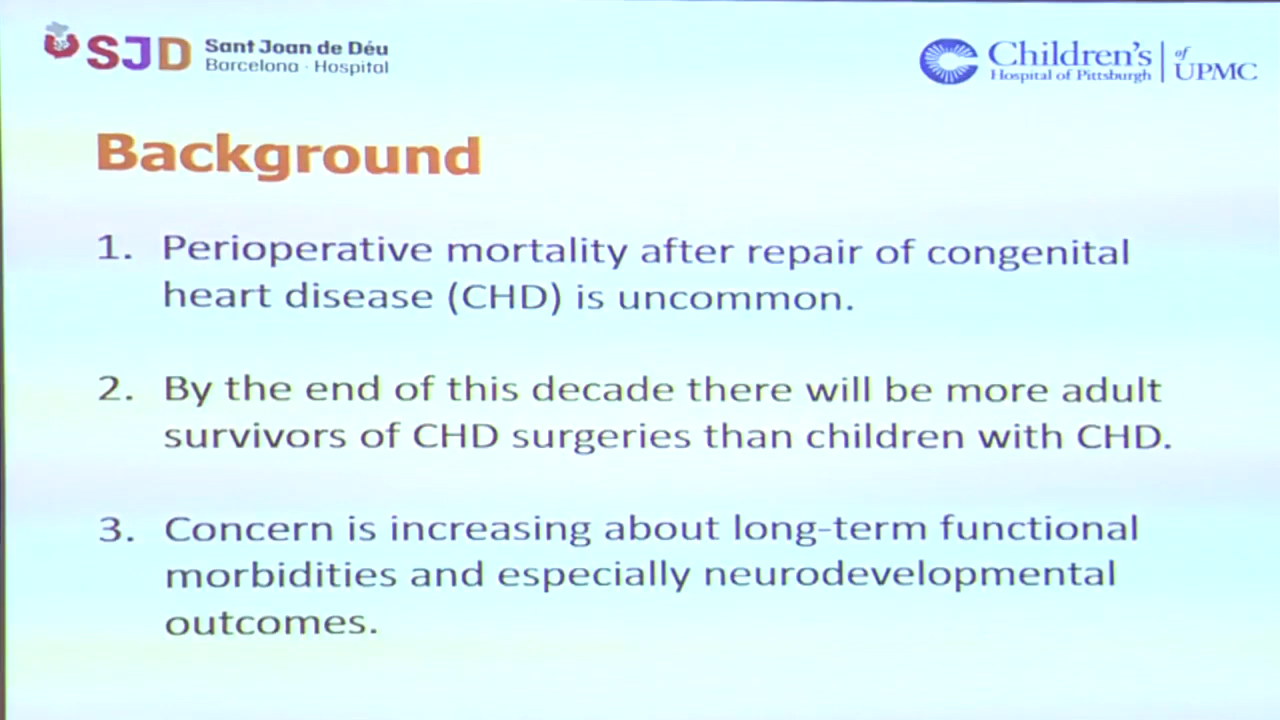 SJD Sant Joan de Déu
Barcelona · Hospital
Children's of
Hospital of Pittsburgh UPMC
Background
1. Perioperative mortality after repair of congenital
heart disease (CHD) is uncommon.
2. By the end of this decade there will be more adult
survivors of CHD surgeries than children with CHD.
3. Concern is increasing about long-term functional
morbidities and especially neurodevelopmental
outcomes.